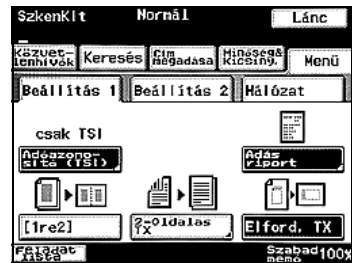 SzkenKit Normál Lánc
Közvet-
lenhívók Keresés Cím
megadása Minőség&
Kicsiny. Menü
Beállítás 1 Beállítás 2 Hálózat
csak TSI
Adóazono-
sító (TSI) Adás
riport
[1re2] 2-oldalas
TX Elford, TX
Feladat
lista Szabad
memó 100%